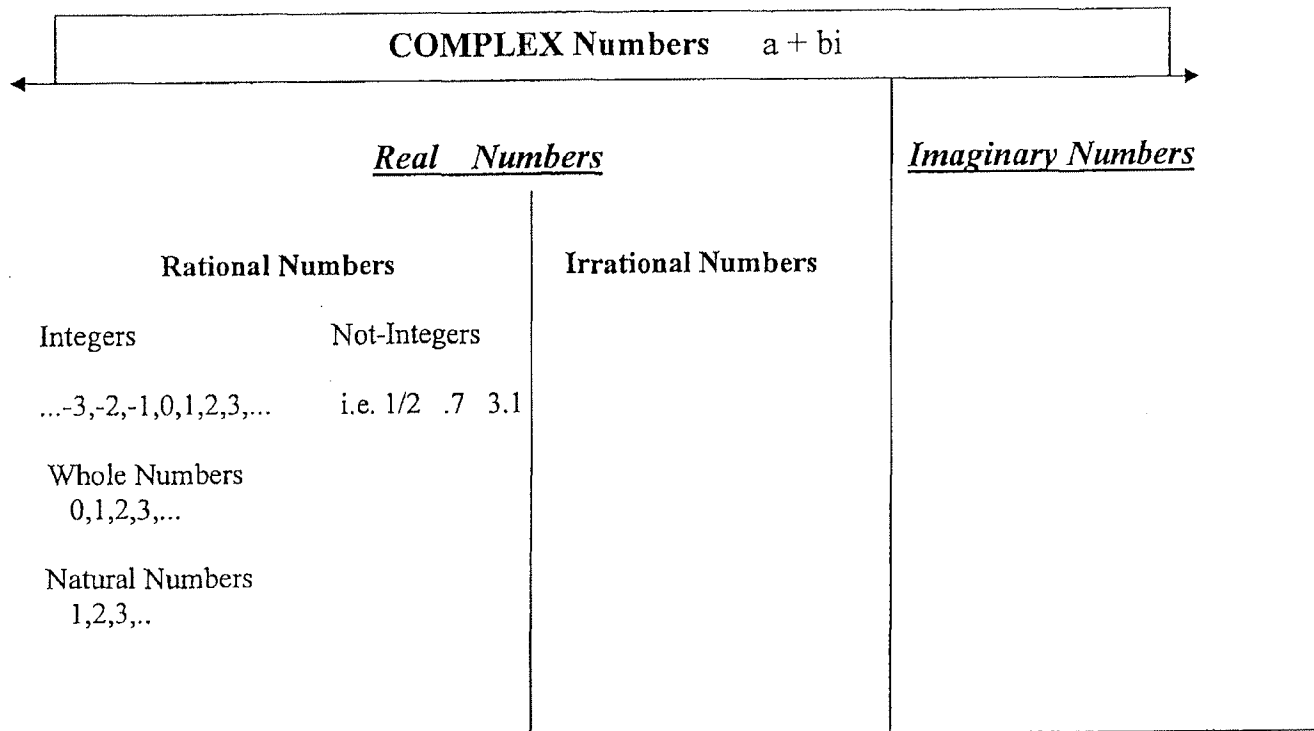 COMPLEX Numbers a + bi
Real Numbers
Imaginary Numbers
Rational Numbers
Irrational Numbers
Integers Not-Integers
...-3,-2,-1,0,1,2,3,... i.e. 1/2 .7 3.1
Whole Numbers
0,1,2,3,...
Natural Numbers
1,2,3,..